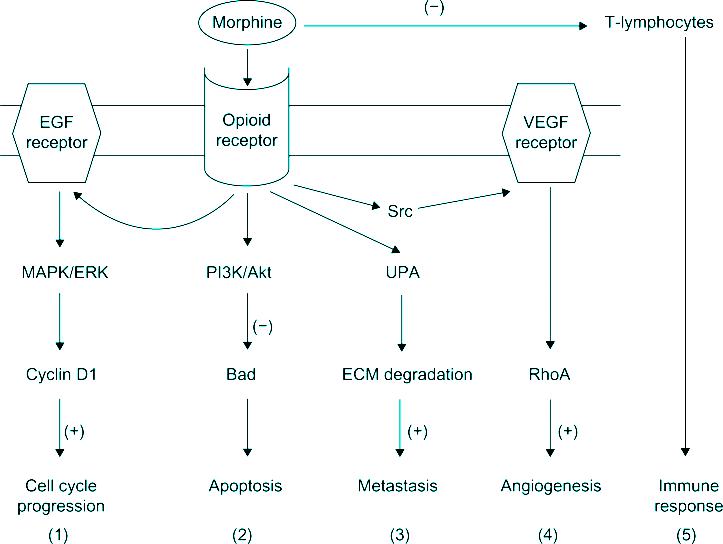 Morphine
(−)
T-lymphocytes
EGF
receptor
Opioid
receptor
VEGF
receptor
Src
MAPK/ERK
PI3K/Akt
UPA
(−)
Cyclin D1
Bad
ECM degradation
RhoA
(+)
(+)
(+)
Cell cycle
progression
Apoptosis
Metastasis
Angiogenesis
Immune
response
(1)
(2)
(3)
(4)
(5)